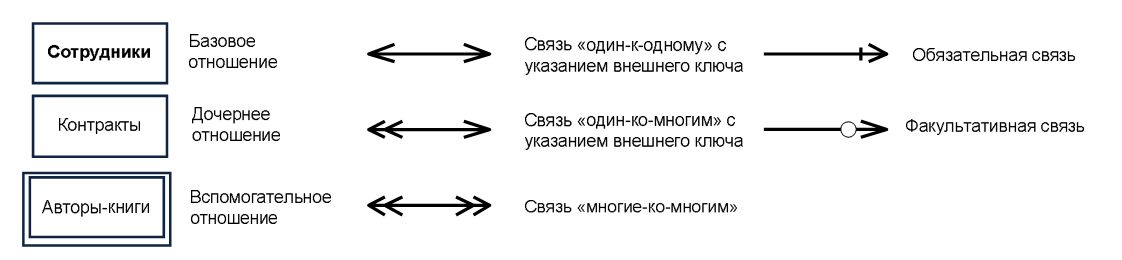 Сотрудники
Базовое
отношение
Связь «один-к-одному» с
указанием внешнего ключа
Обязательная связь
Контракты
Дочернее
отношение
Связь «один-ко-многим» с
указанием внешнего ключа
Факультативная связь
Авторы-книги
Вспомогательное
отношение
Связь «многие-ко-многим»